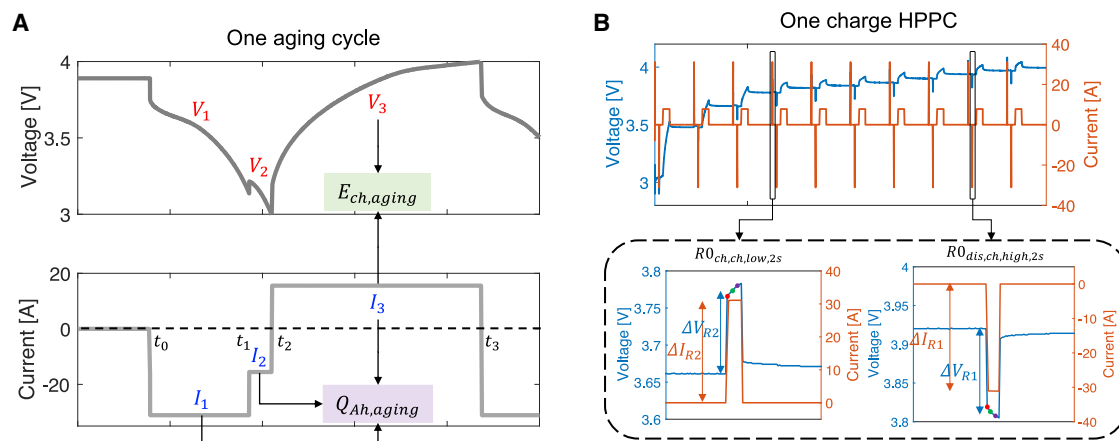 A
One aging cycle
Voltage [V]
4
3.5
3
V1
V2
V3
Ech,aging
Current [A]
20
0
-20
t0
t1
t2
t3
I1
I2
I3
QAh,aging
B
One charge HPPC
Voltage [V]
4
3.5
3
40
20
0
-20
-40
Current [A]
R0ch,ch,low,2s
Voltage [V]
3.8
3.75
3.7
3.65
3.6
ΔVR2
ΔIR2
40
30
20
10
0
Current [A]
R0dis,ch,high,2s
Voltage [V]
4
3.95
3.9
3.85
3.8
ΔIR1
ΔVR1
0
-10
-20
-30
-40
Current [A]